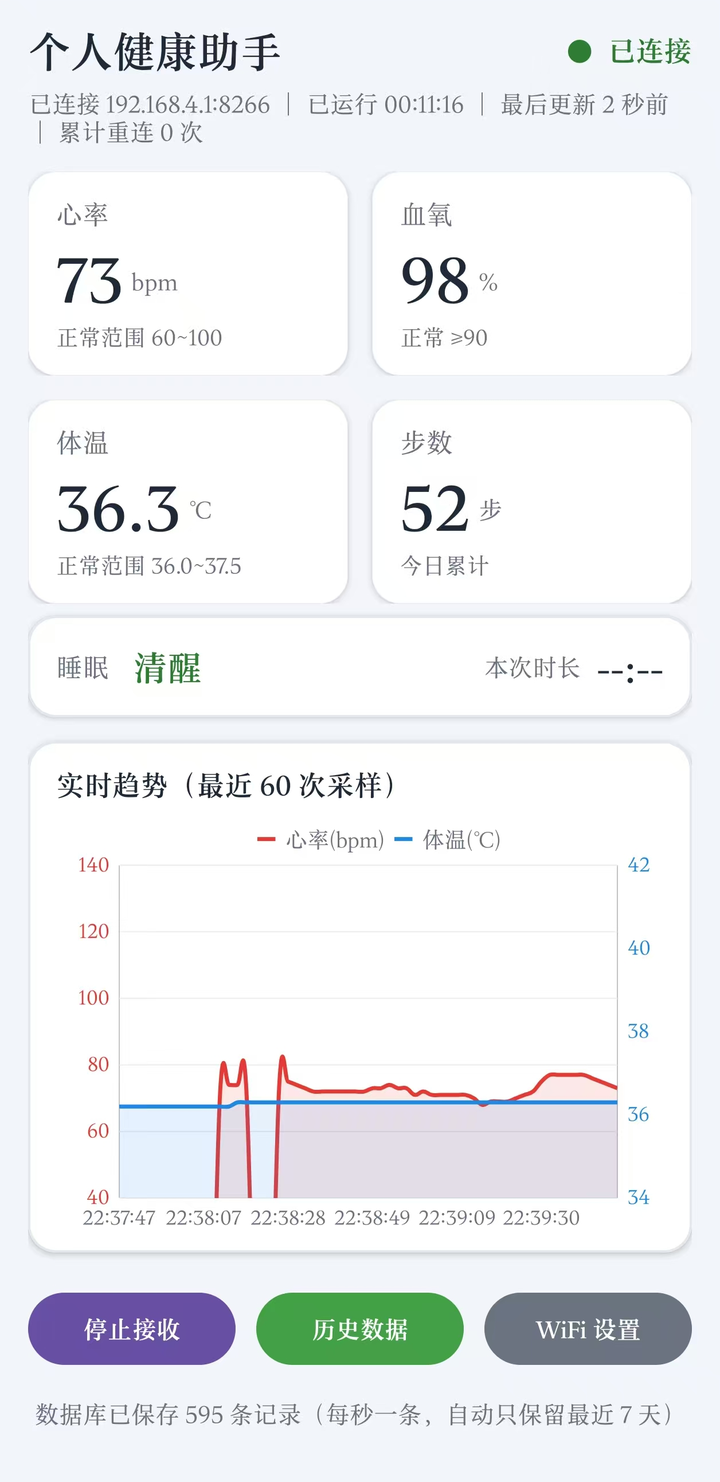 个人健康助手
已连接
已连接 192.168.4.1:8266 ｜ 已运行 00:11:16 ｜ 最后更新 2 秒前
｜ 累计重连 0 次
心率
73 bpm
正常范围 60~100
血氧
98 %
正常 ≥90
体温
36.3 ℃
正常范围 36.0~37.5
步数
52 步
今日累计
睡眠 清醒
本次时长 --:--
实时趋势（最近 60 次采样）
心率(bpm) 体温(℃)
140
120
100
80
60
40
42
40
38
36
34
22:37:47 22:38:07 22:38:28 22:38:49 22:39:09 22:39:30
停止接收
历史数据
WiFi 设置
数据库已保存 595 条记录（每秒一条，自动只保留最近 7 天）